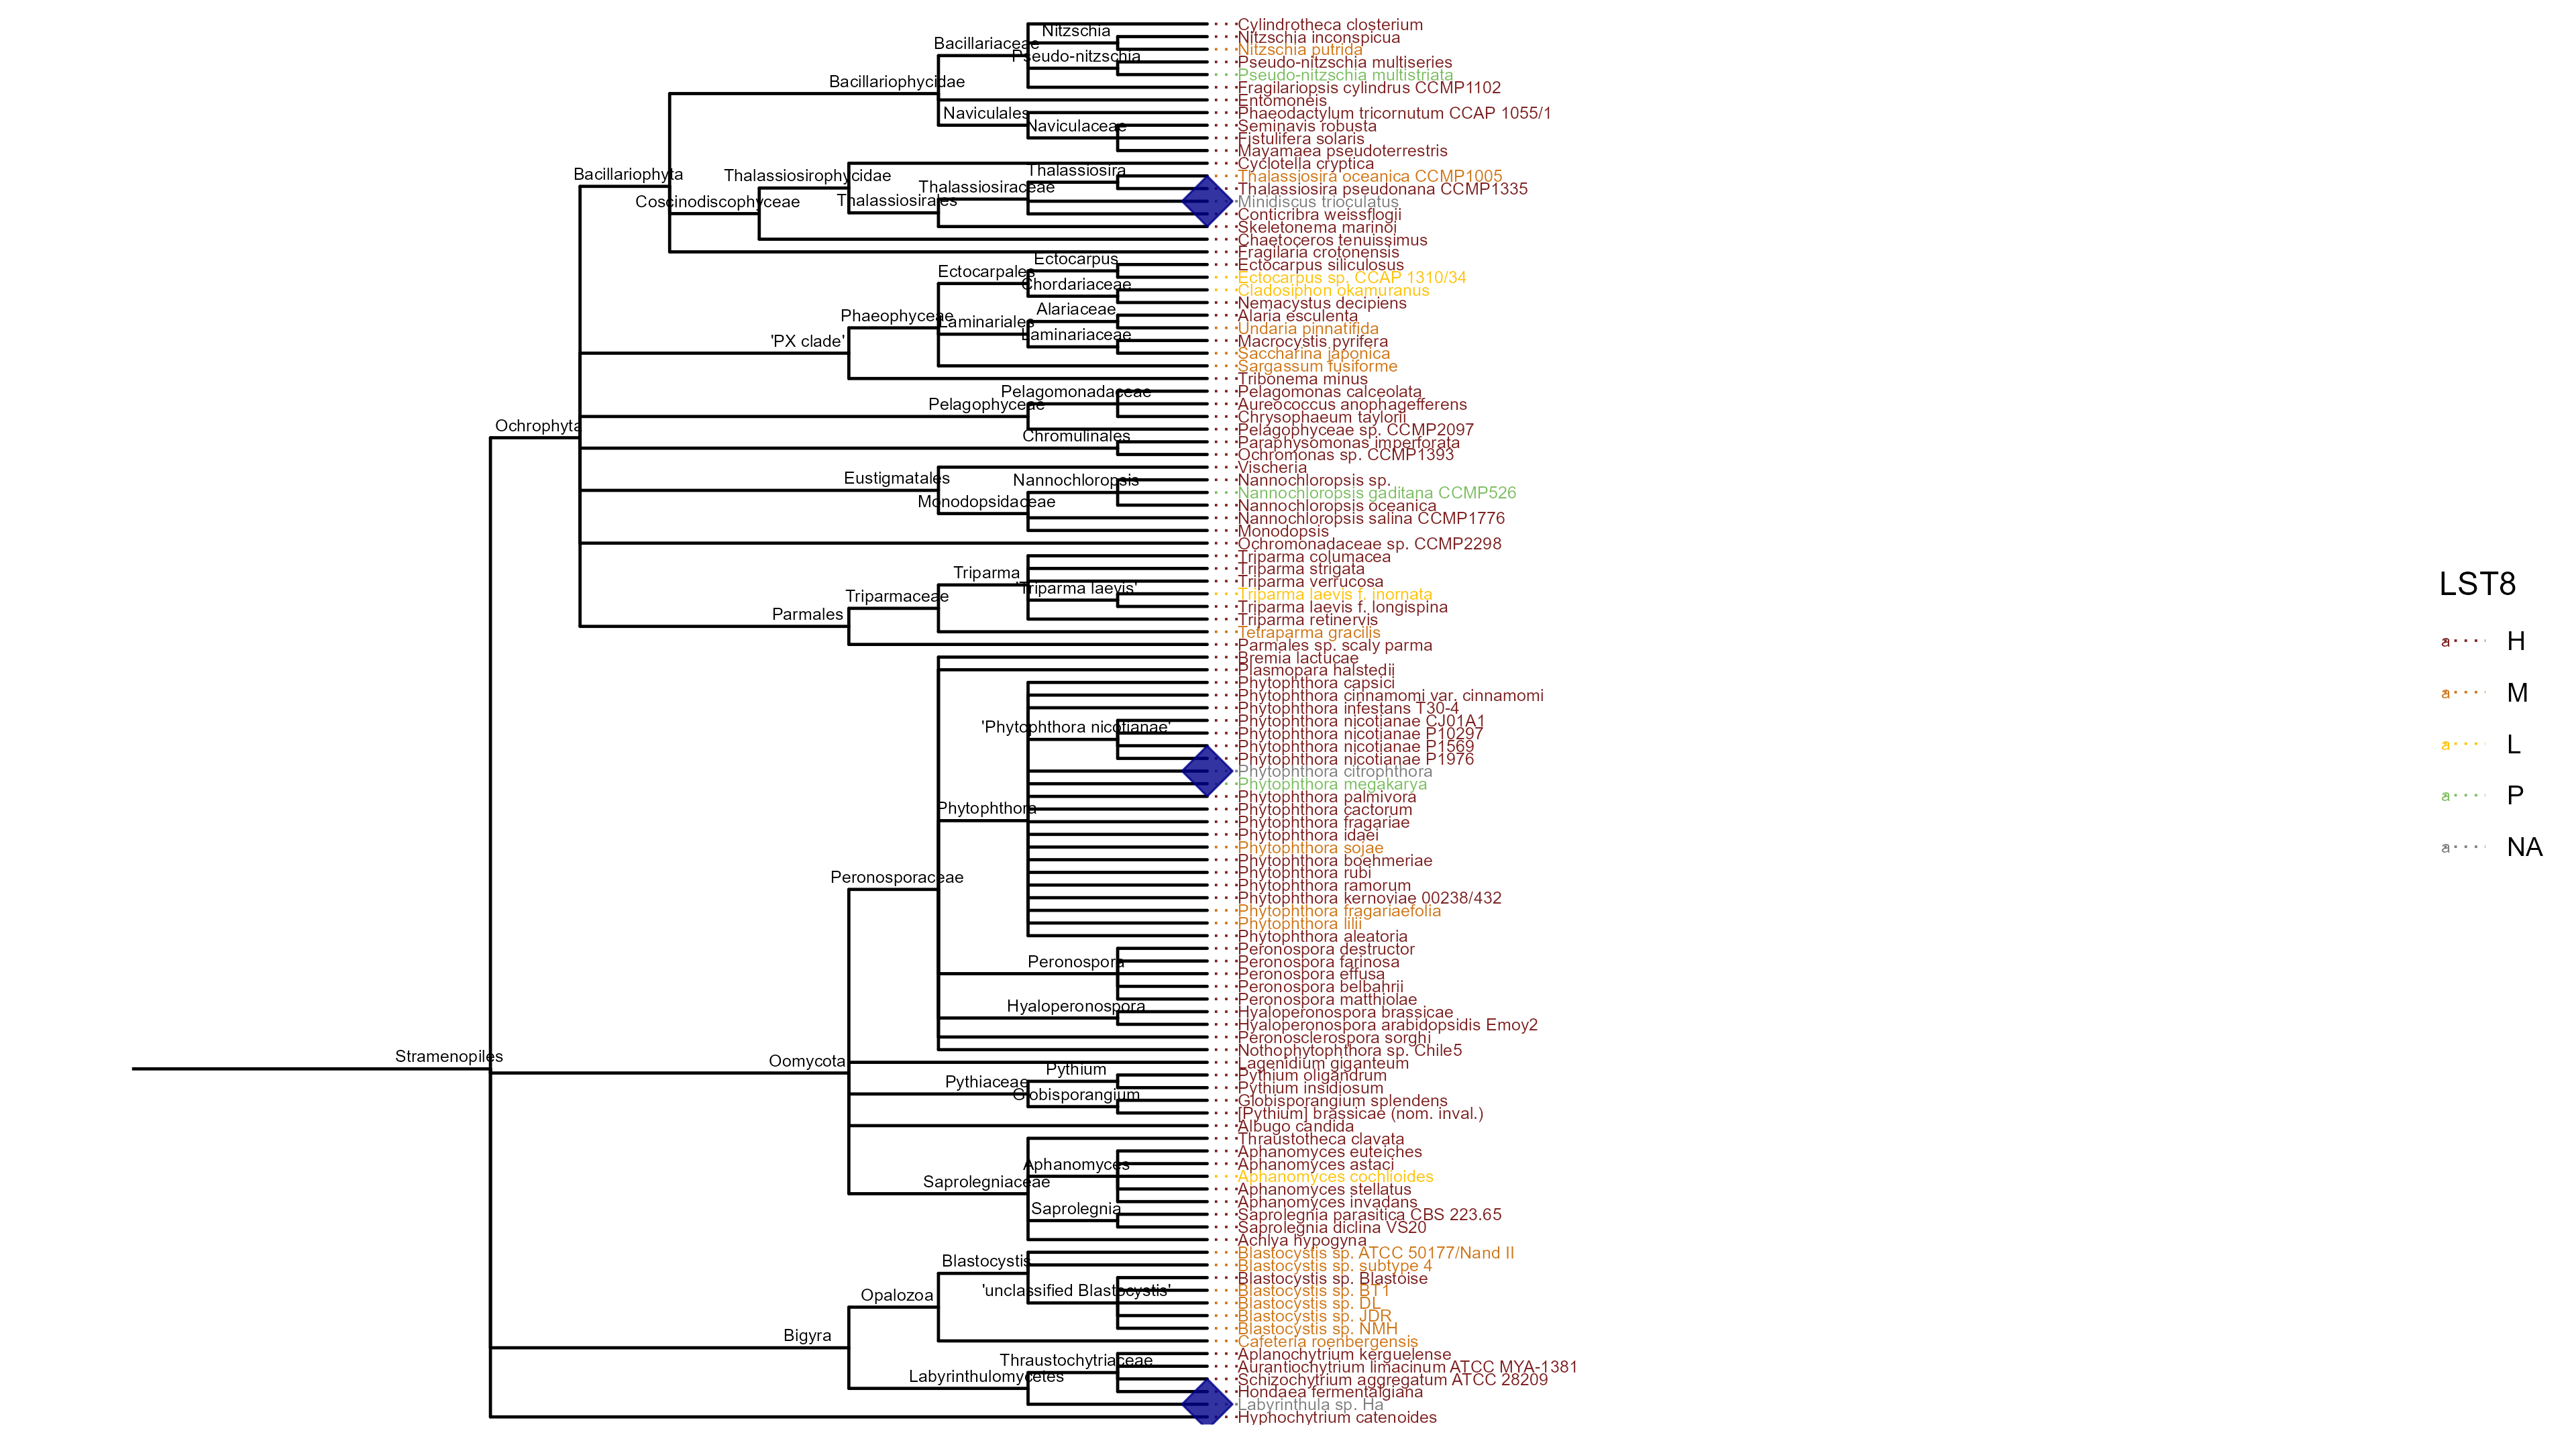 Cylindrotheca closterium
Nitzschia
Nitzschia inconspicua
Bacillariaceae
Nitzschia putrida
Pseudo-nitzschia
Pseudo-nitzschia multiseries
Pseudo-nitzschia multistriata
Bacillariophycidae
Fragilariopsis cylindrus CCMP1102
Entomoneis
Naviculales
Phaeodactylum tricornutum CCAP 1055/1
Naviculaceae
Seminavis robusta
Fistulifera solaris
Mayamaea pseudoterrestris
Cyclotella cryptica
Thalassiosira
Bacillariophyta
Thalassiosirophycidae
Thalassiosira oceanica CCMP1005
Thalassiosiraceae
Thalassiosira pseudonana CCMP1335
Coscinodiscophyceae
Thalassiosirales
Minidiscus trioculatus
Conticribra weissflogii
Skeletonema marinoi
Chaetoceros tenuissimus
Fragilaria crotonensis
Ectocarpus
Ectocarpus siliculosus
Ectocarpales
Ectocarpus sp. CCAP 1310/34
Chordariaceae
Cladosiphon okamuranus
Nemacystus decipiens
Alariaceae
Phaeophyceae
Alaria esculenta
Laminariales
Undaria pinnatifida
'PX clade'
Laminariaceae
Macrocystis pyrifera
Saccharina japonica
Sargassum fusiforme
Tribonema minus
Pelagomonadaceae
Pelagomonas calceolata
Pelagophyceae
Aureococcus anophagefferens
Chrysophaeum taylorii
Ochrophyta
Pelagophyceae sp. CCMP2097
Chromulinales
Paraphysomonas imperforata
Ochromonas sp. CCMP1393
Vischeria
Eustigmatales
Nannochloropsis
Nannochloropsis sp.
Nannochloropsis gaditana CCMP526
Monodopsidaceae
Nannochloropsis oceanica
Nannochloropsis salina CCMP1776
Monodopsis
Ochromonadaceae sp. CCMP2298
Triparma columacea
Triparma
Triparma strigata
Triparma verrucosa
'Triparma laevis'
Triparmaceae
Triparma laevis f. inornata
Triparma laevis f. longispina
Parmales
Triparma retinervis
Tetraparma gracilis
Parmales sp. scaly parma
Bremia lactucae
Plasmopara halstedii
Phytophthora capsici
Phytophthora cinnamomi var. cinnamomi
Phytophthora infestans T30-4
'Phytophthora nicotianae'
Phytophthora nicotianae CJ01A1
Phytophthora nicotianae P10297
Phytophthora nicotianae P1569
Phytophthora nicotianae P1976
Phytophthora citrophthora
Phytophthora megakarya
Phytophthora palmivora
Phytophthora
Phytophthora cactorum
Phytophthora fragariae
Phytophthora idaei
Phytophthora sojae
Phytophthora boehmeriae
Peronosporaceae
Phytophthora rubi
Phytophthora ramorum
Phytophthora kernoviae 00238/432
Phytophthora fragariaefolia
Phytophthora lilii
Phytophthora aleatoria
Peronospora destructor
Peronospora
Peronospora farinosa
Peronospora effusa
Peronospora belbahrii
Peronospora matthiolae
Hyaloperonospora
Hyaloperonospora brassicae
Hyaloperonospora arabidopsidis Emoy2
Peronosclerospora sorghi
Nothophytophthora sp. Chile5
Stramenopiles
Oomycota
Lagenidium giganteum
Pythium
Pythium oligandrum
Pythiaceae
Pythium insidiosum
Globisporangium
Globisporangium splendens
[Pythium] brassicae (nom. inval.)
Albugo candida
Thraustotheca clavata
Aphanomyces euteiches
Aphanomyces
Aphanomyces astaci
Aphanomyces cochlioides
Saprolegniaceae
Aphanomyces stellatus
Aphanomyces invadans
Saprolegnia
Saprolegnia parasitica CBS 223.65
Saprolegnia diclina VS20
Achlya hypogyna
Blastocystis
Blastocystis sp. ATCC 50177/Nand II
Blastocystis sp. subtype 4
Blastocystis sp. Blastoise
'unclassified Blastocystis'
Blastocystis sp. BT1
Opalozoa
Blastocystis sp. DL
Blastocystis sp. JDR
Blastocystis sp. NMH
Bigyra
Cafeteria roenbergensis
Aplanochytrium kerguelense
Thraustochytriaceae
Aurantiochytrium limacinum ATCC MYA-1381
Labyrinthulomycetes
Schizochytrium aggregatum ATCC 28209
Hondaea fermentalgiana
Labyrinthula sp. Ha
Hyphochytrium catenoides
LST8
a H
a M
a L
a P
a NA